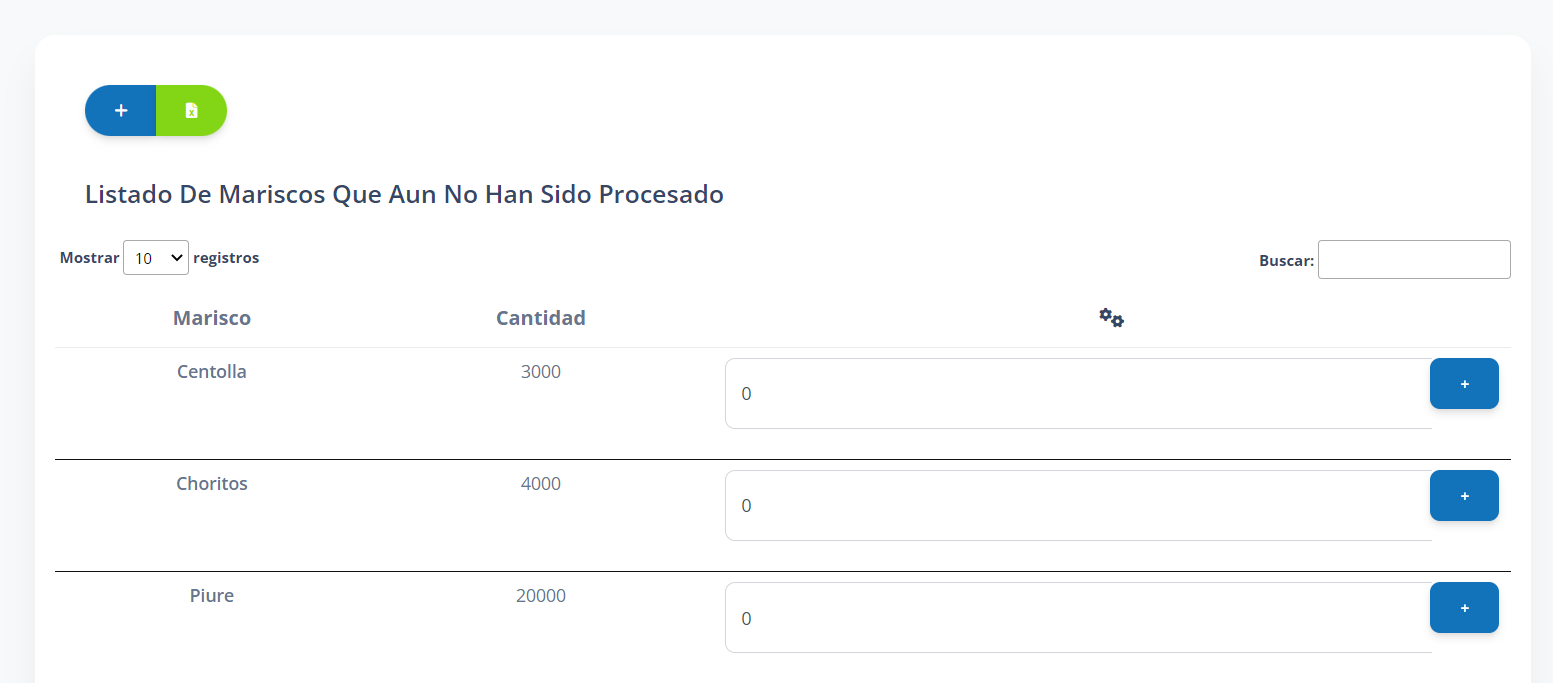 +
Listado De Mariscos Que Aun No Han Sido Procesado
Mostrar 10 registros
Buscar:
Marisco Cantidad
Centolla 3000 0 +
Choritos 4000 0 +
Piure 20000 0 +